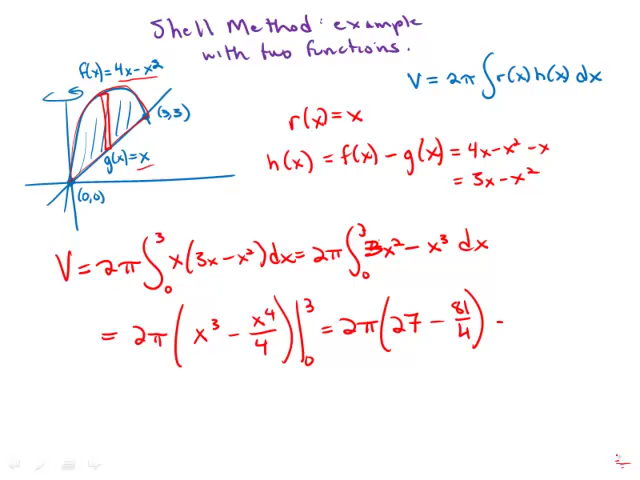 Shell Method: example
with two functions.
f(x) = 4x - x²
V = 2π ∫ r(x) h(x) dx
(3,3)
r(x) = x
g(x) = x
h(x) = f(x) - g(x) = 4x - x² - x
= 3x - x²
(0,0)
V = 2π ∫₀³ x(3x - x²) dx = 2π ∫₀³ 3x² - x³ dx
= 2π (x³ - x⁴/4) |₀³ = 2π (27 - 81/4) -